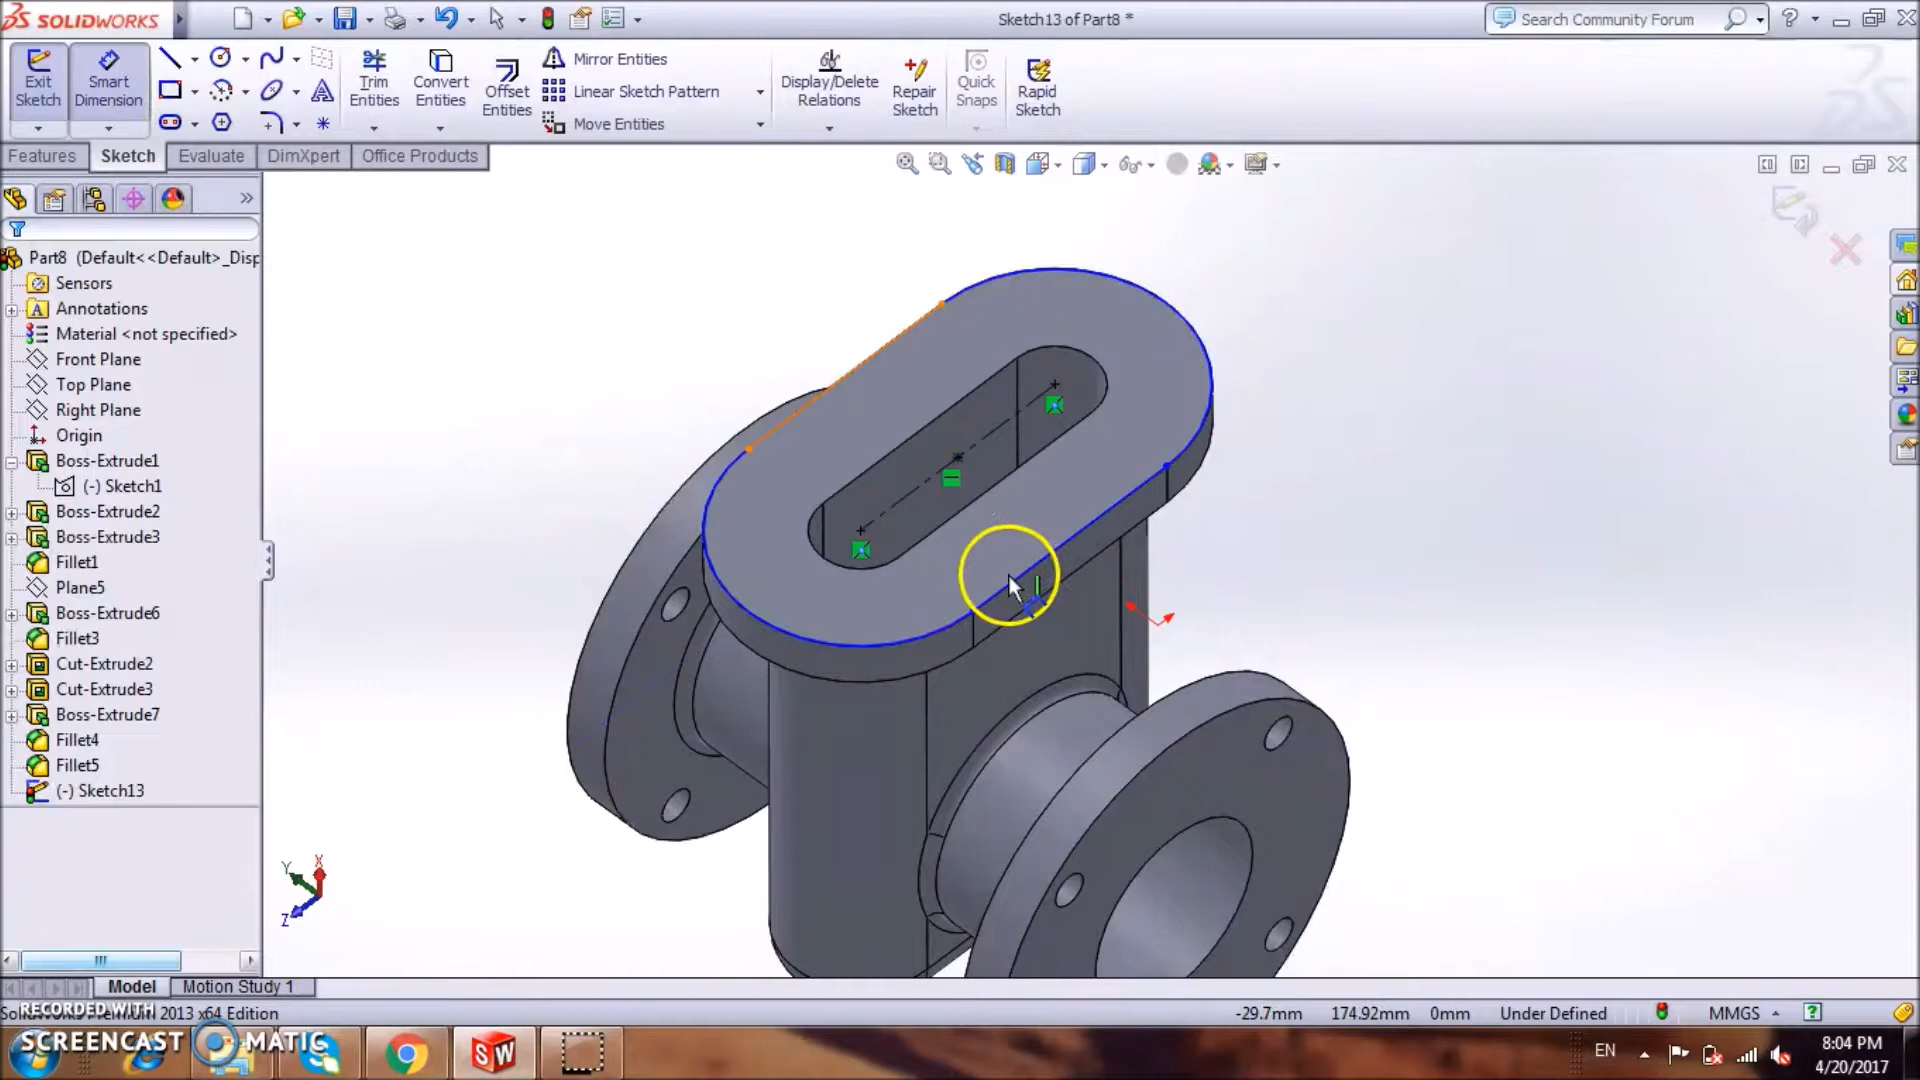 SOLIDWORKS
Sketch13 of Part8 *
Search Community Forum
Exit Sketch
Smart Dimension
Trim Entities
Convert Entities
Offset Entities
Mirror Entities
Linear Sketch Pattern
Move Entities
Display/Delete Relations
Repair Sketch
Quick Snaps
Rapid Sketch
Features
Sketch
Evaluate
DimXpert
Office Products
Part8 (Default<<Default>_Disp
Sensors
Annotations
Material <not specified>
Front Plane
Top Plane
Right Plane
Origin
Boss-Extrude1
(-) Sketch1
Boss-Extrude2
Boss-Extrude3
Fillet1
Plane5
Boss-Extrude6
Fillet3
Cut-Extrude2
Cut-Extrude3
Boss-Extrude7
Fillet4
Fillet5
(-) Sketch13
Y
X
Z
Model
Motion Study 1
RECORDED WITH
SolidWorks Premium 2013 x64 Edition
-29.7mm
174.92mm
0mm
Under Defined
MMGS
SCREENCAST MATIC
EN
8:04 PM
4/20/2017